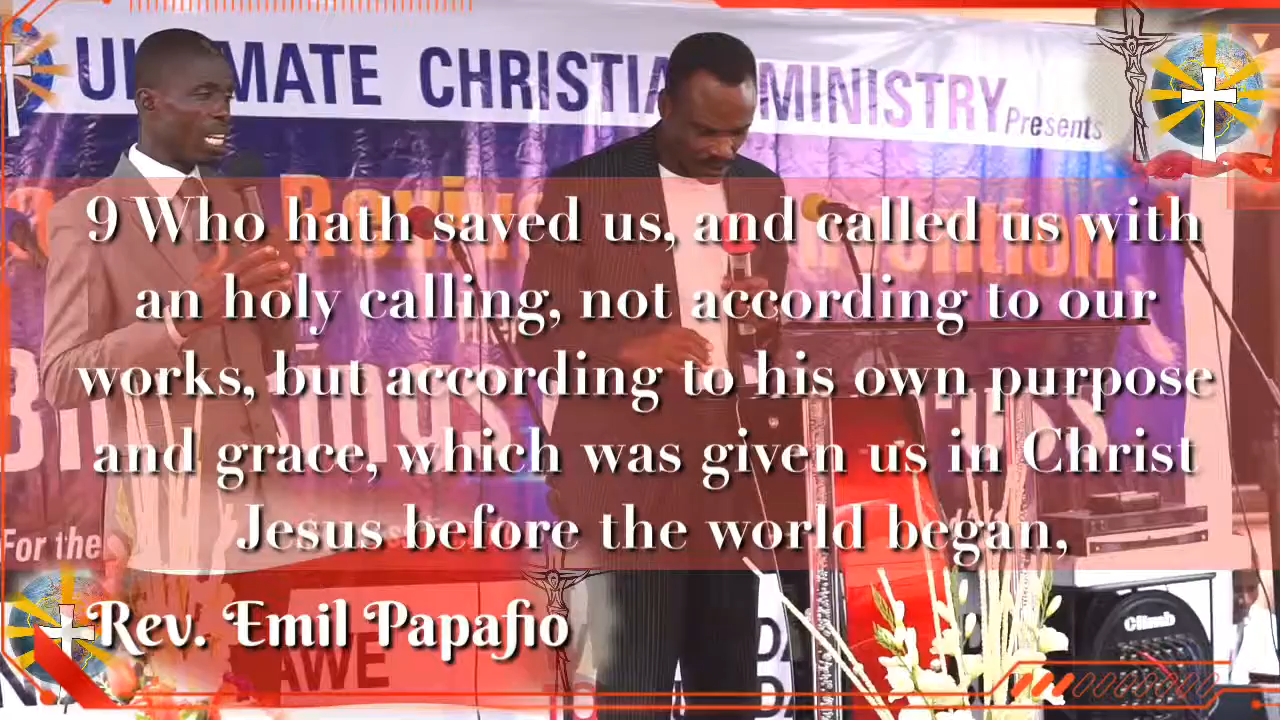 ULTIMATE CHRISTIAN MINISTRY
Presents
9 Who hath saved us, and called us with
an holy calling, not according to our
works, but according to his own purpose
and grace, which was given us in Christ
Jesus before the world began,
For the
Rev. Emil Papafio
AWE
Climb